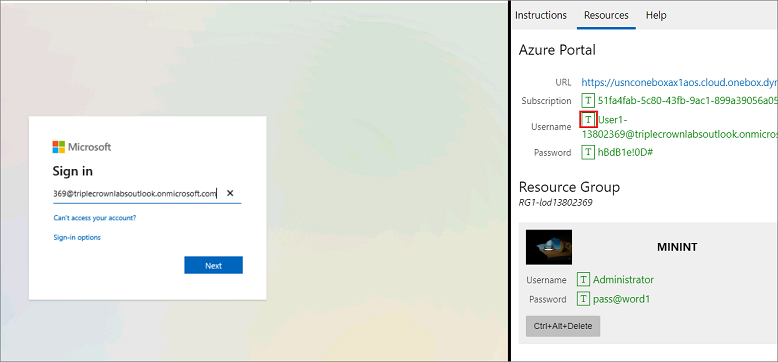 Microsoft
Sign in
369@triplecrownlabsoutlook.onmicrosoft.com
Can't access your account?
Sign-in options
Next
Instructions Resources Help
Azure Portal
URL https://usnconeboxax1aos.cloud.onebox.dyn
Subscription T 51fa4fab-5c80-43fb-9ac1-899a39056a05
Username T User1-
13802369@triplecrownlabsoutlook.onmicros
Password T hBdB1e!0D#
Resource Group
RG1-lod13802369
MININT
Username T Administrator
Password T pass@word1
Ctrl+Alt+Delete